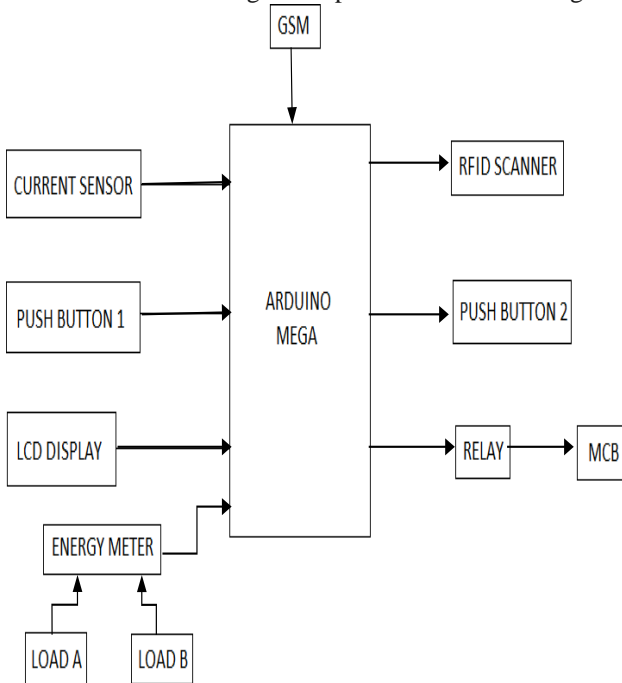 GSM
CURRENT SENSOR
RFID SCANNER
ARDUINO
MEGA
PUSH BUTTON 1
PUSH BUTTON 2
LCD DISPLAY
RELAY
MCB
ENERGY METER
LOAD A
LOAD B